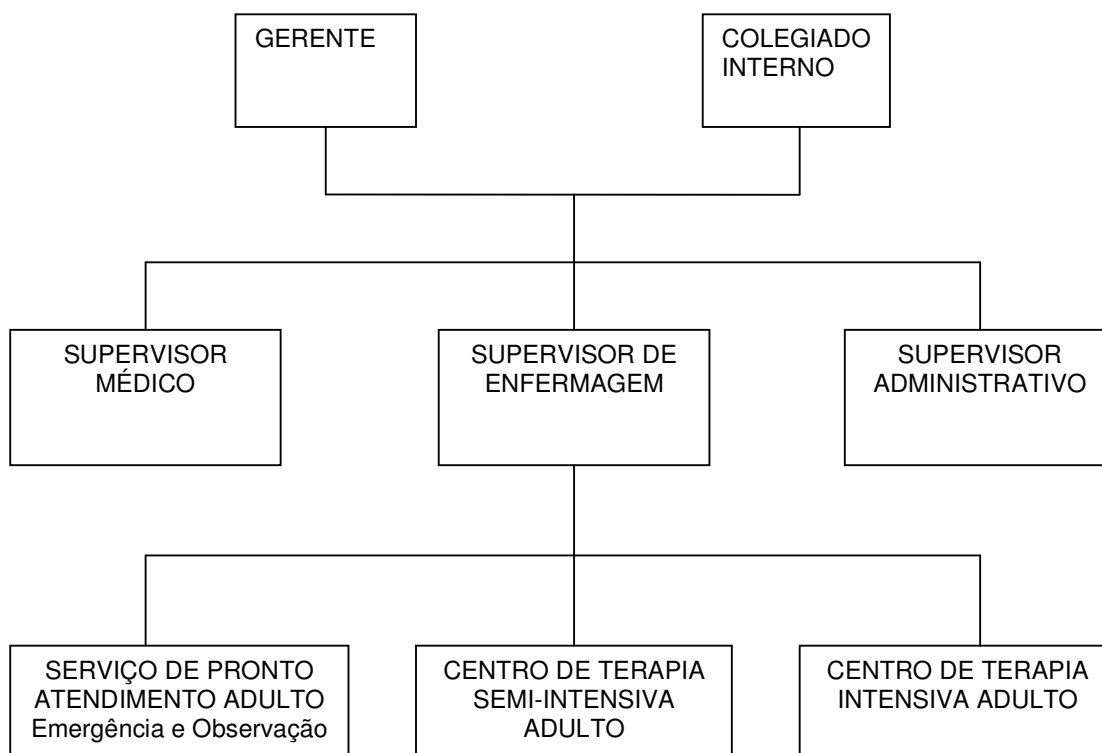 GERENTE
COLEGIADO
INTERNO
SUPERVISOR
MÉDICO
SUPERVISOR DE
ENFERMAGEM
SUPERVISOR
ADMINISTRATIVO
SERVIÇO DE PRONTO
ATENDIMENTO ADULTO
Emergência e Observação
CENTRO DE TERAPIA
SEMI-INTENSIVA
ADULTO
CENTRO DE TERAPIA
INTENSIVA ADULTO